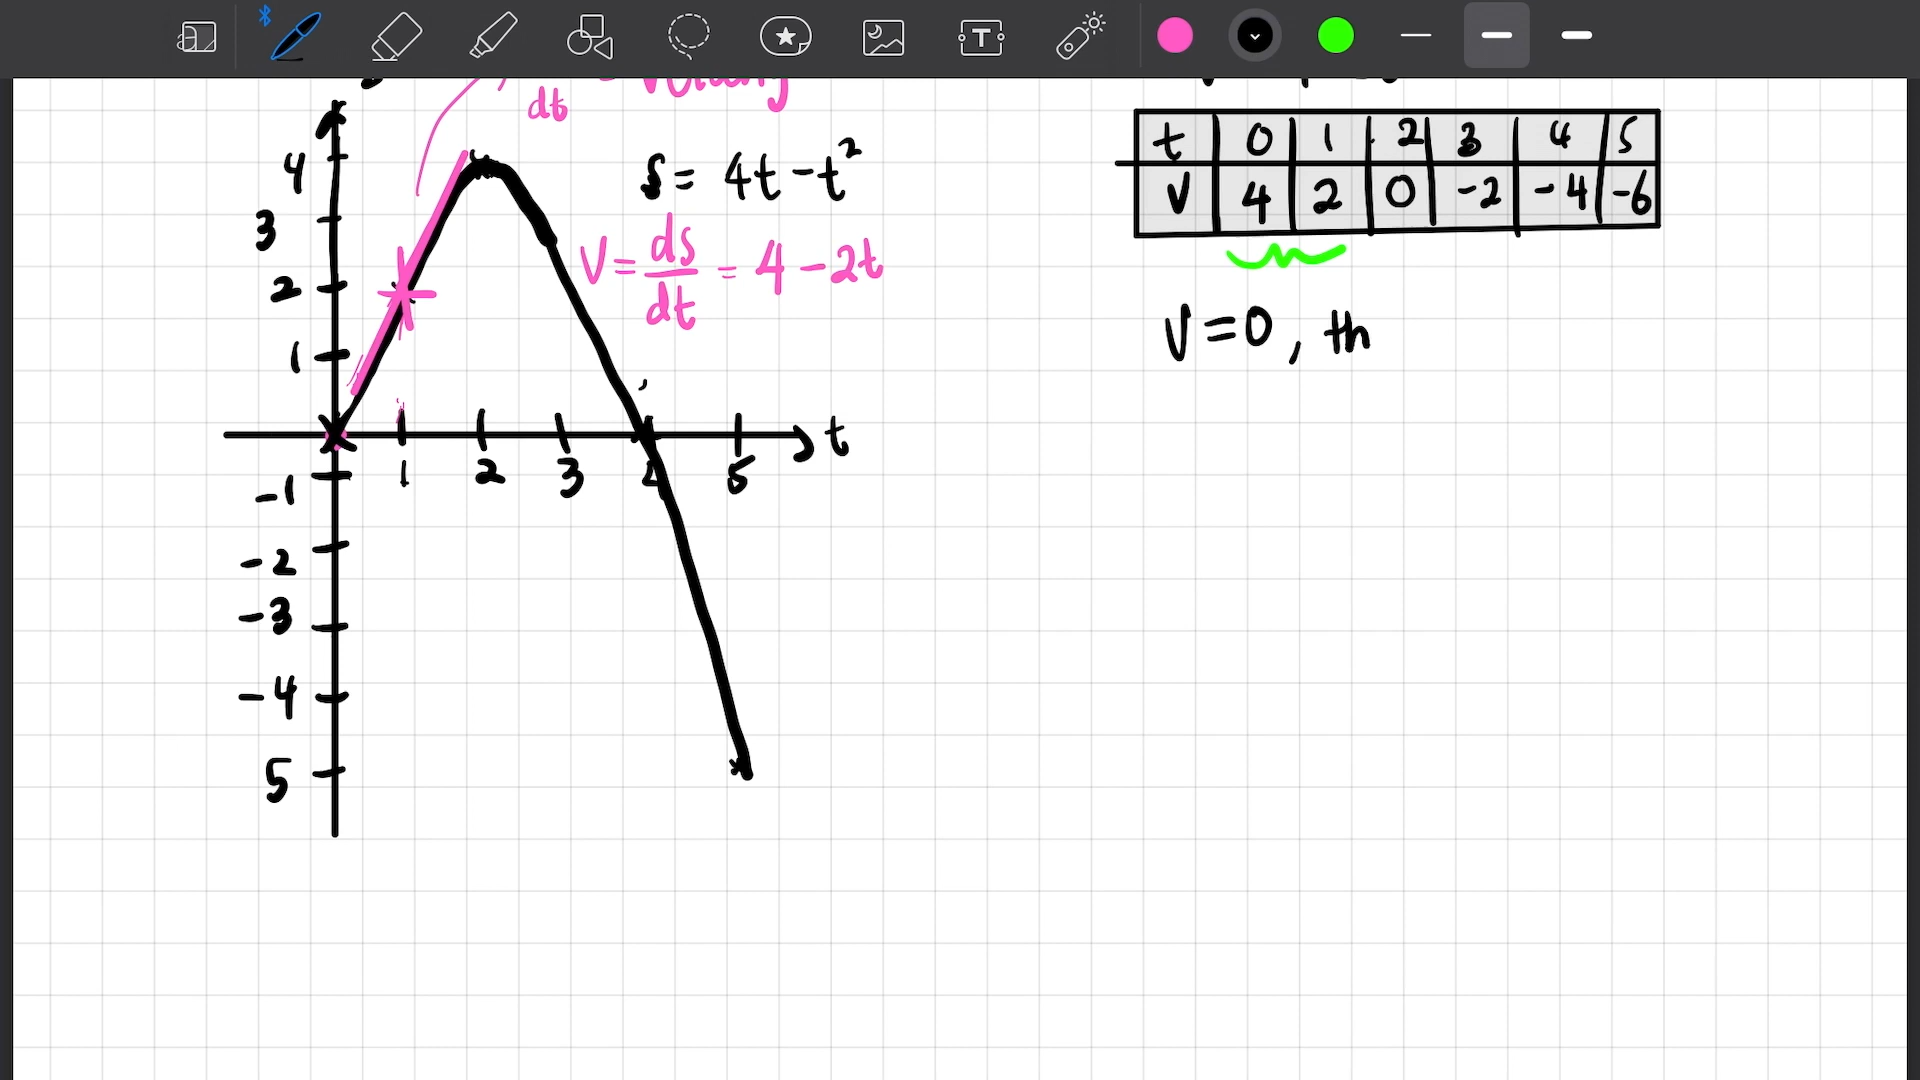 dt
s = 4t - t²
V = ds/dt = 4 - 2t
4
3
2
1
-1
-2
-3
-4
5
1 2 3 4 5 t
t 0 1 2 3 4 5
V 4 2 0 -2 -4 -6
V = 0, th